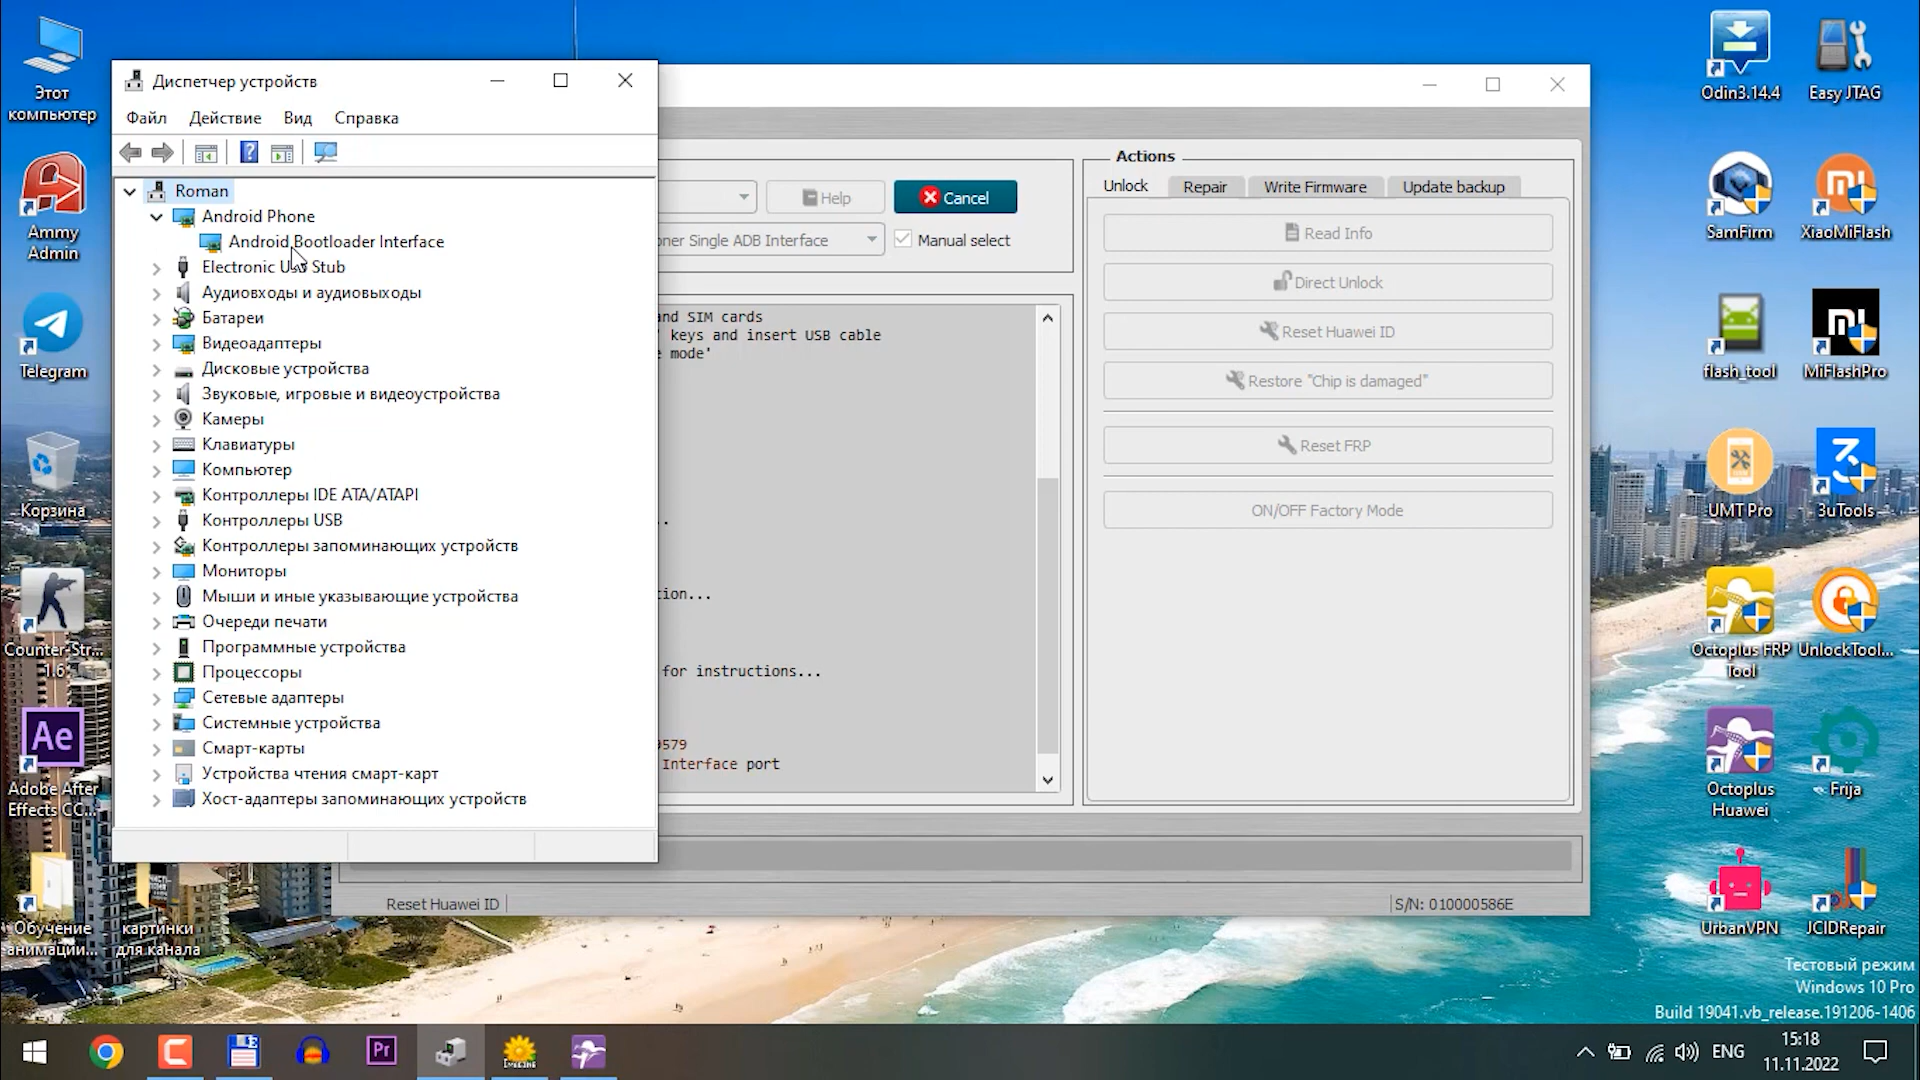 Этот
компьютер
Ammy
Admin
Telegram
Корзина
Counter-Str...
1.6
Ae
Adobe After
Effects CC...
Обучение
анимации...
картинки
для канала
Диспетчер устройств
Файл
Действие
Вид
Справка
Roman
Android Phone
Android Bootloader Interface
Electronic USB Stub
Аудиовходы и аудиовыходы
Батареи
Видеоадаптеры
Дисковые устройства
Звуковые, игровые и видеоустройства
Камеры
Клавиатуры
Компьютер
Контроллеры IDE ATA/ATAPI
Контроллеры USB
Контроллеры запоминающих устройств
Мониторы
Мыши и иные указывающие устройства
Очереди печати
Программные устройства
Процессоры
Сетевые адаптеры
Системные устройства
Смарт-карты
Устройства чтения смарт-карт
Хост-адаптеры запоминающих устройств
Help
Cancel
oner Single ADB Interface
Manual select
and SIM cards
' keys and insert USB cable
e mode'
..
tion...
for instructions...
9579
Interface port
Actions
Unlock
Repair
Write Firmware
Update backup
Read Info
Direct Unlock
Reset Huawei ID
Restore "Chip is damaged"
Reset FRP
ON/OFF Factory Mode
Reset Huawei ID
S/N: 010000586E
Odin3.14.4
Easy JTAG
SamFirm
XiaoMiFlash
flash_tool
MiFlashPro
UMT Pro
3uTools
Octoplus FRP
Tool
UnlockTool...
Octoplus
Huawei
Frija
UrbanVPN
JCIDRepair
Тестовый режим
Windows 10 Pro
Build 19041.vb_release.191206-1406
Pr
ENG
15:18
11.11.2022